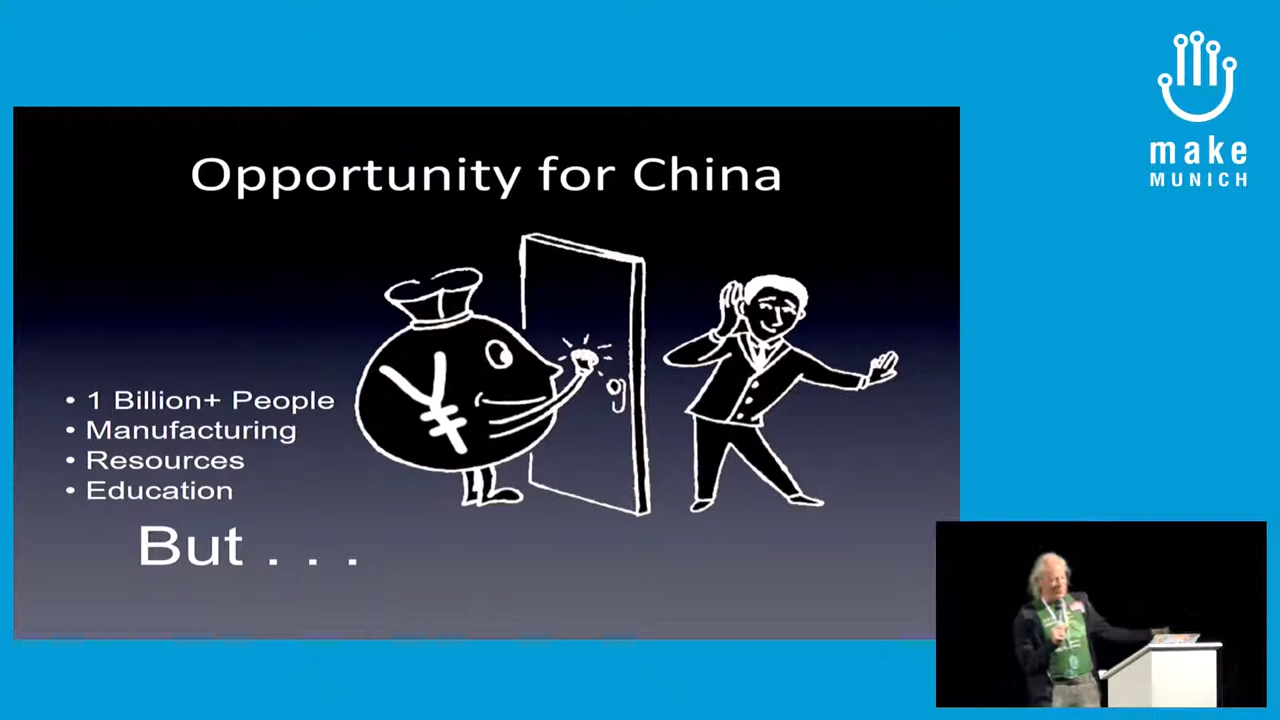 make
MUNICH
Opportunity for China
¥
• 1 Billion+ People
• Manufacturing
• Resources
• Education
But . . .